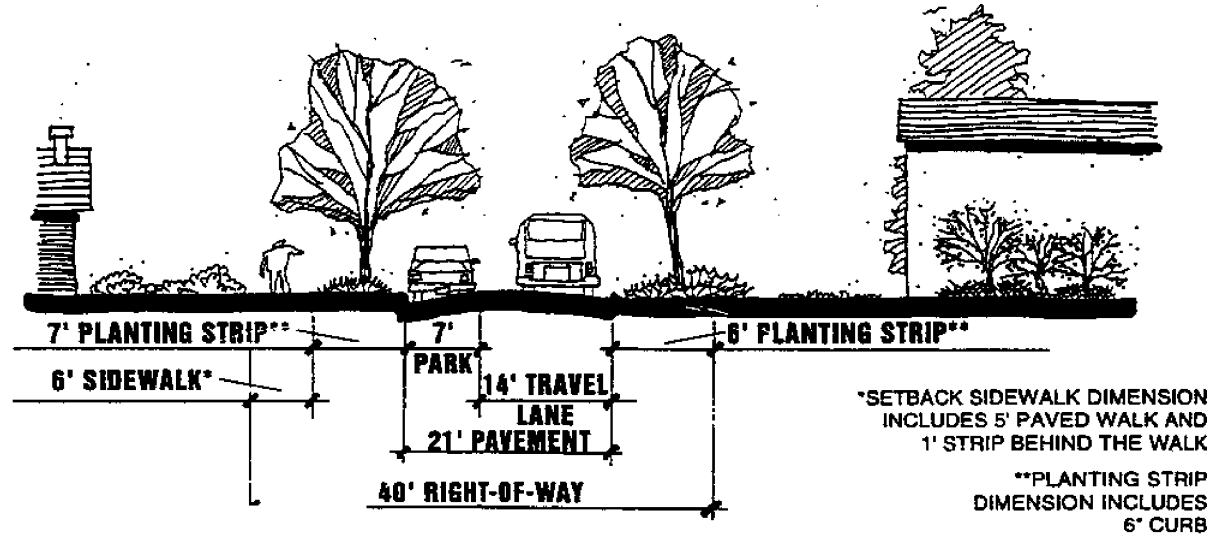 7' PLANTING STRIP**
7'
6' PLANTING STRIP**
PARK
6' SIDEWALK*
14' TRAVEL
LANE
21' PAVEMENT
40' RIGHT-OF-WAY
*SETBACK SIDEWALK DIMENSION
INCLUDES 5' PAVED WALK AND
1' STRIP BEHIND THE WALK
**PLANTING STRIP
DIMENSION INCLUDES
6" CURB